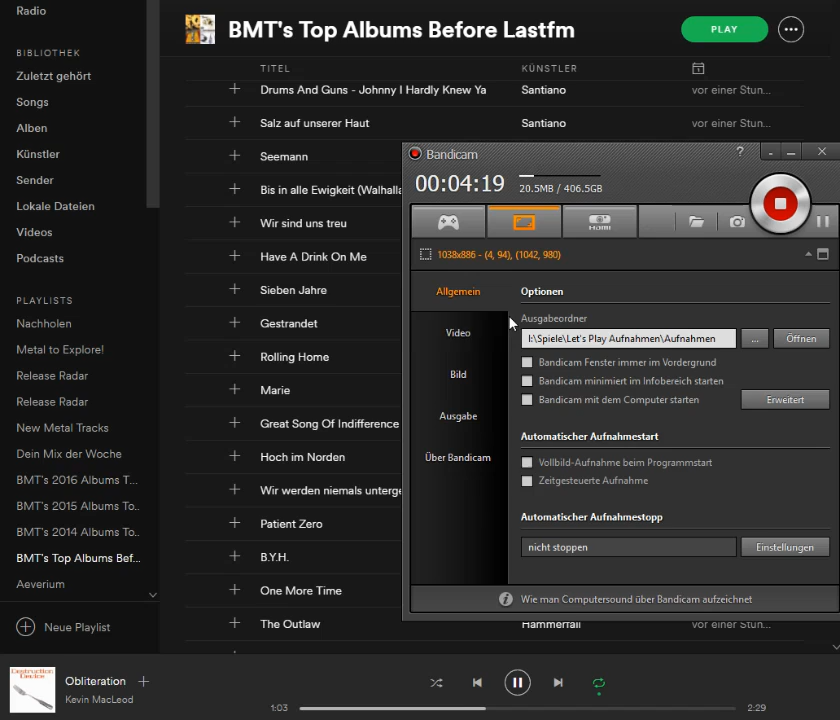 Radio
BIBLIOTHEK
Zuletzt gehört
Songs
Alben
Künstler
Sender
Lokale Dateien
Videos
Podcasts
PLAYLISTS
Nachholen
Metal to Explore!
Release Radar
Release Radar
New Metal Tracks
Dein Mix der Woche
BMT's 2016 Albums T...
BMT's 2015 Albums To..
BMT's 2014 Albums To..
BMT's Top Albums Bef...
Aeverium
Neue Playlist
BMT's Top Albums Before Lastfm
PLAY
TITEL KÜNSTLER
Drums And Guns - Johnny I Hardly Knew Ya Santiano vor einer Stun...
Salz auf unserer Haut Santiano vor einer Stun...
Seemann
Bis in alle Ewigkeit (Walhalla
Wir sind uns treu
Have A Drink On Me
Sieben Jahre
Gestrandet
Rolling Home
Marie
Great Song Of Indifference
Hoch im Norden
Wir werden niemals unterge
Patient Zero
B.Y.H.
One More Time
The Outlaw Hammerfall vor einer Stun...
Bandicam ?
00:04:19 20.5MB / 406.5GB
HDMI
1038x886 - (4, 94), (1042, 980)
Allgemein
Video
Bild
Ausgabe
Über Bandicam
Optionen
Ausgabeordner
I:\Spiele\Let's Play Aufnahmen\Aufnahmen ... Öffnen
Bandicam Fenster immer im Vordergrund
Bandicam minimiert im Infobereich starten
Bandicam mit dem Computer starten Erweitert
Automatischer Aufnahmestart
Vollbild-Aufnahme beim Programmstart
Zeitgesteuerte Aufnahme
Automatischer Aufnahmestopp
nicht stoppen Einstellungen
Wie man Computersound über Bandicam aufzeichnet
Obliteration
Kevin MacLeod
1:03 2:29